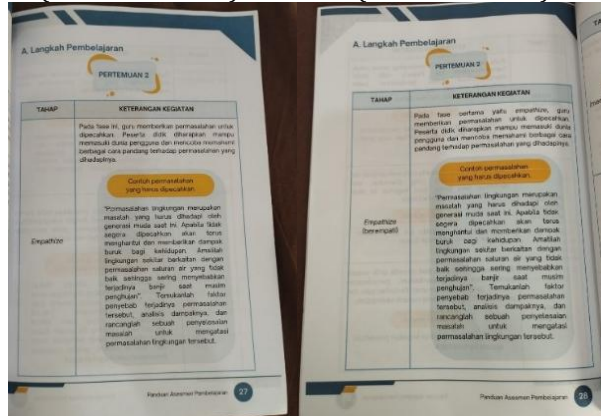 A. Langkah Pembelajaran
PERTEMUAN 2
TAHAP
KETERANGAN KEGIATAN
Pada fase ini, guru memberikan permasalahan untuk
dipecahkan. Peserta didik diharapkan mampu
memasuki dunia pengguna dan mencoba memahami
berbagai cara pandang terhadap permasalahan yang
dihadapinya.
Contoh permasalahan
yang harus dipecahkan
Empathize
"Permasalahan lingkungan merupakan
masalah yang harus dihadapi oleh
generasi muda saat ini. Apabila tidak
segera dipecahkan akan terus
menghantui dan memberikan dampak
buruk bagi kehidupan. Amatilah
lingkungan sekitar berkaitan dengan
permasalahan saluran air yang tidak
baik sehingga sering menyebabkan
terjadinya banjir saat musim
penghujan". Temukanlah faktor
penyebab terjadinya permasalahan
tersebut, analisis dampaknya, dan
rancanglah sebuah penyelesaian
masalah untuk mengatasi
permasalahan lingkungan tersebut.
Panduan Asesmen Pembelajaran 27
A. Langkah Pembelajaran
PERTEMUAN 2
TAHAP
KETERANGAN KEGIATAN
Pada fase pertama yaitu empathize, guru
memberikan permasalahan untuk dipecahkan.
Peserta didik diharapkan mampu memasuki dunia
pengguna dan mencoba memahami berbagai cara
pandang terhadap permasalahan yang dihadapinya.
Contoh permasalahan
yang harus dipecahkan
Empathize
(berempati)
"Permasalahan lingkungan merupakan
masalah yang harus dihadapi oleh
generasi muda saat ini. Apabila tidak
segera dipecahkan akan terus
menghantui dan memberikan dampak
buruk bagi kehidupan. Amatilah
lingkungan sekitar berkaitan dengan
permasalahan saluran air yang tidak
baik sehingga sering menyebabkan
terjadinya banjir saat musim
penghujan". Temukanlah faktor
penyebab terjadinya permasalahan
tersebut, analisis dampaknya, dan
rancanglah sebuah penyelesaian
masalah untuk mengatasi
permasalahan lingkungan tersebut.
Panduan Asesmen Pembelajaran 28